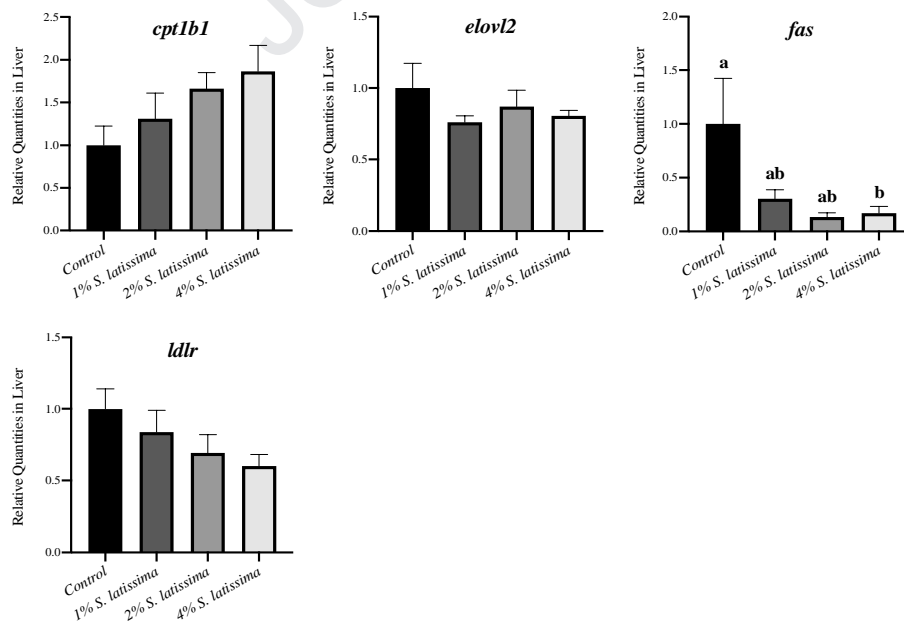 cpt1b1
Relative Quantities in Liver
2.5
2.0
1.5
1.0
0.5
0.0
Control
1% S. latissima
2% S. latissima
4% S. latissima
elovl2
Relative Quantities in Liver
1.5
1.0
0.5
0.0
Control
1% S. latissima
2% S. latissima
4% S. latissima
fas
Relative Quantities in Liver
2.0
1.5
1.0
0.5
0.0
a
ab
ab
b
Control
1% S. latissima
2% S. latissima
4% S. latissima
ldlr
Relative Quantities in Liver
1.5
1.0
0.5
0.0
Control
1% S. latissima
2% S. latissima
4% S. latissima